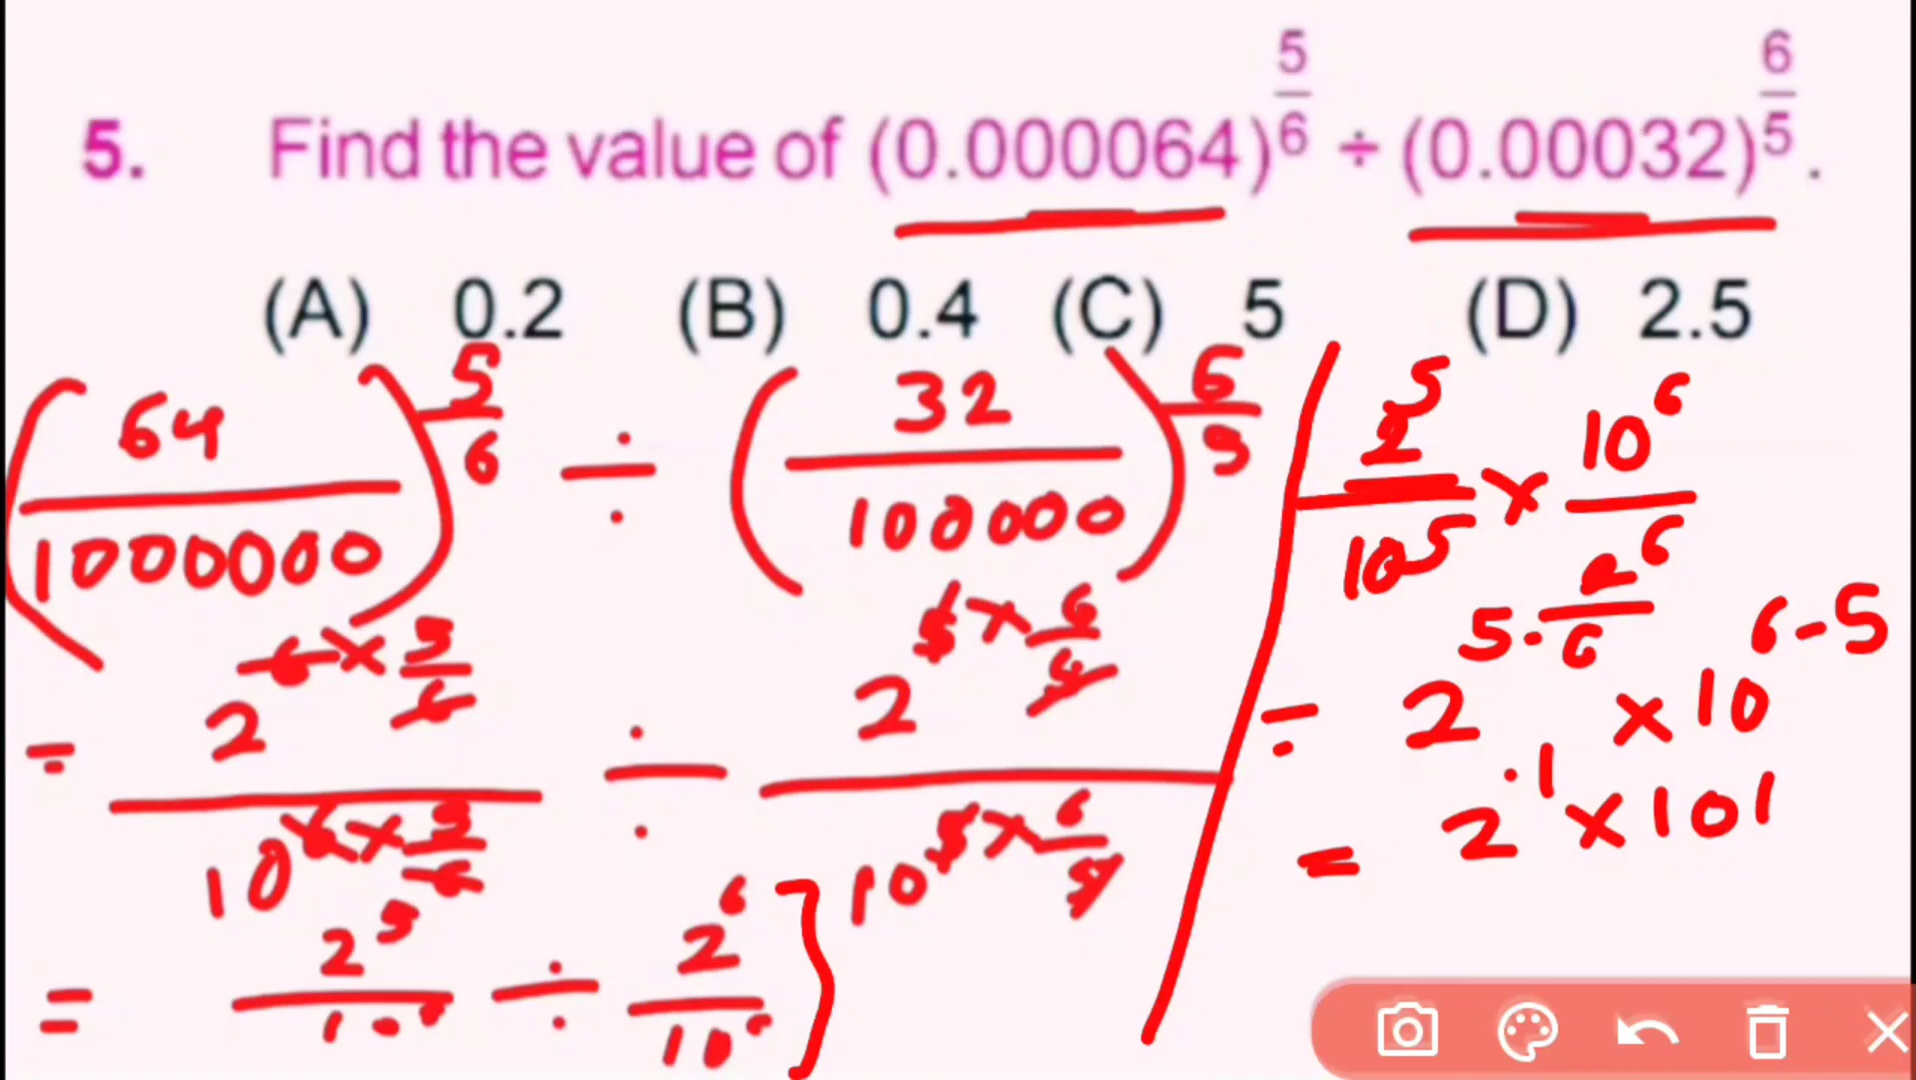 5. Find the value of (0.000064)^{5/6} ÷ (0.00032)^{6/5}.
(A) 0.2 (B) 0.4 (C) 5 (D) 2.5
(64/1000000)^{5/6} ÷ (32/100000)^{6/5}
= 2^{6×5/6}/10^{6×5/6} ÷ 2^{5×6/5}/10^{5×6/5}
= 2^5/10^5 ÷ 2^6/10^6
2^5/10^5 × 10^6/2^6
= 2^{5-6} × 10^{6-5}
= 2^{-1} × 10^1